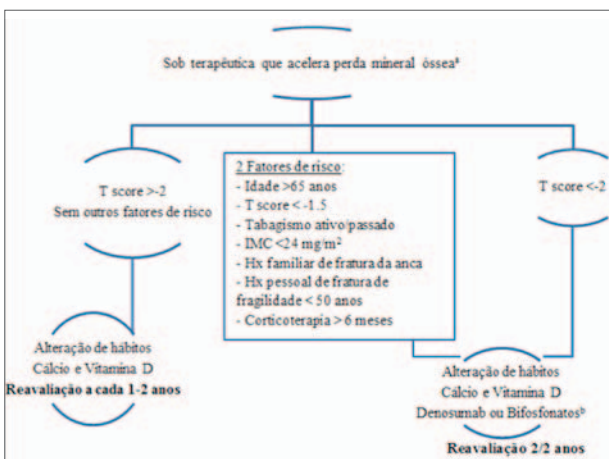 Sob terapêutica que acelera perda mineral ósseaª
T score >-2
Sem outros fatores de risco
2 Fatores de risco:
- Idade >65 anos
- T score < -1.5
- Tabagismo ativo/passado
- IMC <24 mg/m²
- Hx familiar de fratura da anca
- Hx pessoal de fratura de
fragilidade < 50 anos
- Corticoterapia > 6 meses
T score <-2
Alteração de hábitos
Cálcio e Vitamina D
Reavaliação a cada 1-2 anos
Alteração de hábitos
Cálcio e Vitamina D
Denosumab ou Bifosfonatosᵇ
Reavaliação 2/2 anos